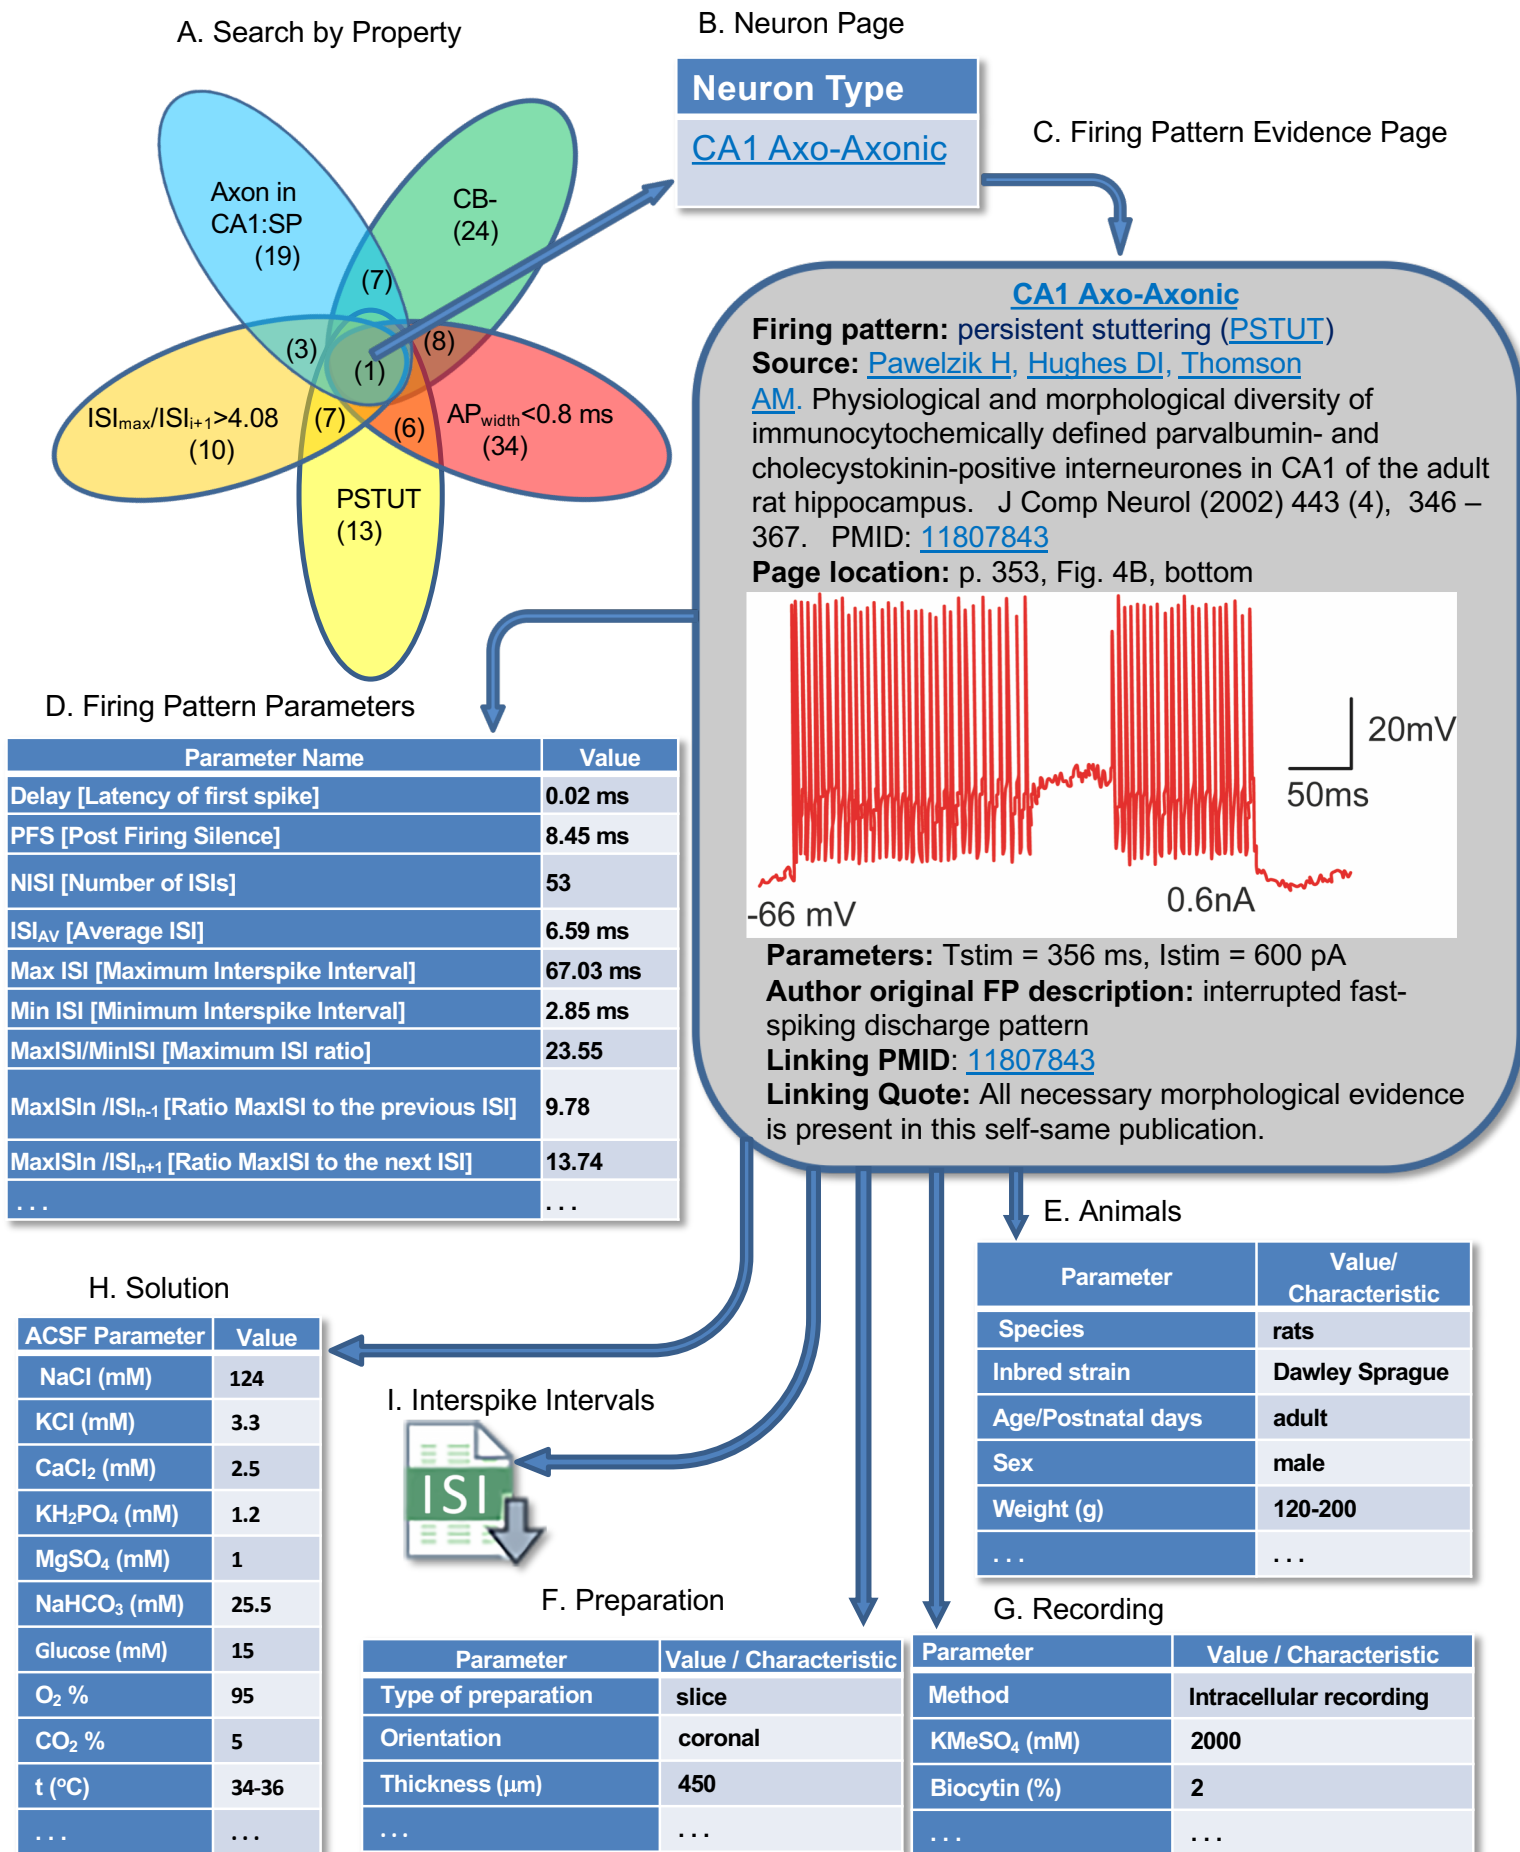 A. Search by Property
B. Neuron Page
Neuron Type
CA1 Axo-Axonic
C. Firing Pattern Evidence Page
Axon in
CA1:SP
(19)
CB-
(24)
(7)
(3)
(8)
(1)
ISImax/ISIi+1>4.08
(10)
(7)
(6)
APwidth<0.8 ms
(34)
PSTUT
(13)
CA1 Axo-Axonic
Firing pattern: persistent stuttering (PSTUT)
Source: Pawelzik H, Hughes DI, Thomson
AM. Physiological and morphological diversity of
immunocytochemically defined parvalbumin- and
cholecystokinin-positive interneurones in CA1 of the adult
rat hippocampus. J Comp Neurol (2002) 443 (4), 346 –
367. PMID: 11807843
Page location: p. 353, Fig. 4B, bottom
20mV
50ms
-66 mV
0.6nA
Parameters: Tstim = 356 ms, Istim = 600 pA
Author original FP description: interrupted fast-
spiking discharge pattern
Linking PMID: 11807843
Linking Quote: All necessary morphological evidence
is present in this self-same publication.
D. Firing Pattern Parameters
Parameter Name Value
Delay [Latency of first spike] 0.02 ms
PFS [Post Firing Silence] 8.45 ms
NISI [Number of ISIs] 53
ISIAV [Average ISI] 6.59 ms
Max ISI [Maximum Interspike Interval] 67.03 ms
Min ISI [Minimum Interspike Interval] 2.85 ms
MaxISI/MinISI [Maximum ISI ratio] 23.55
MaxISIn /ISIn-1 [Ratio MaxISI to the previous ISI] 9.78
MaxISIn /ISIn+1 [Ratio MaxISI to the next ISI] 13.74
. . . . . .
E. Animals
Parameter Value/
Characteristic
Species rats
Inbred strain Dawley Sprague
Age/Postnatal days adult
Sex male
Weight (g) 120-200
. . . . . .
H. Solution
ACSF Parameter Value
NaCl (mM) 124
KCl (mM) 3.3
CaCl₂ (mM) 2.5
KH₂PO₄ (mM) 1.2
MgSO₄ (mM) 1
NaHCO₃ (mM) 25.5
Glucose (mM) 15
O₂ % 95
CO₂ % 5
t (ºC) 34-36
. . . . . .
I. Interspike Intervals
ISI
F. Preparation
Parameter Value / Characteristic
Type of preparation slice
Orientation coronal
Thickness (µm) 450
. . . . . .
G. Recording
Parameter Value / Characteristic
Method Intracellular recording
KMeSO₄ (mM) 2000
Biocytin (%) 2
. . . . . .